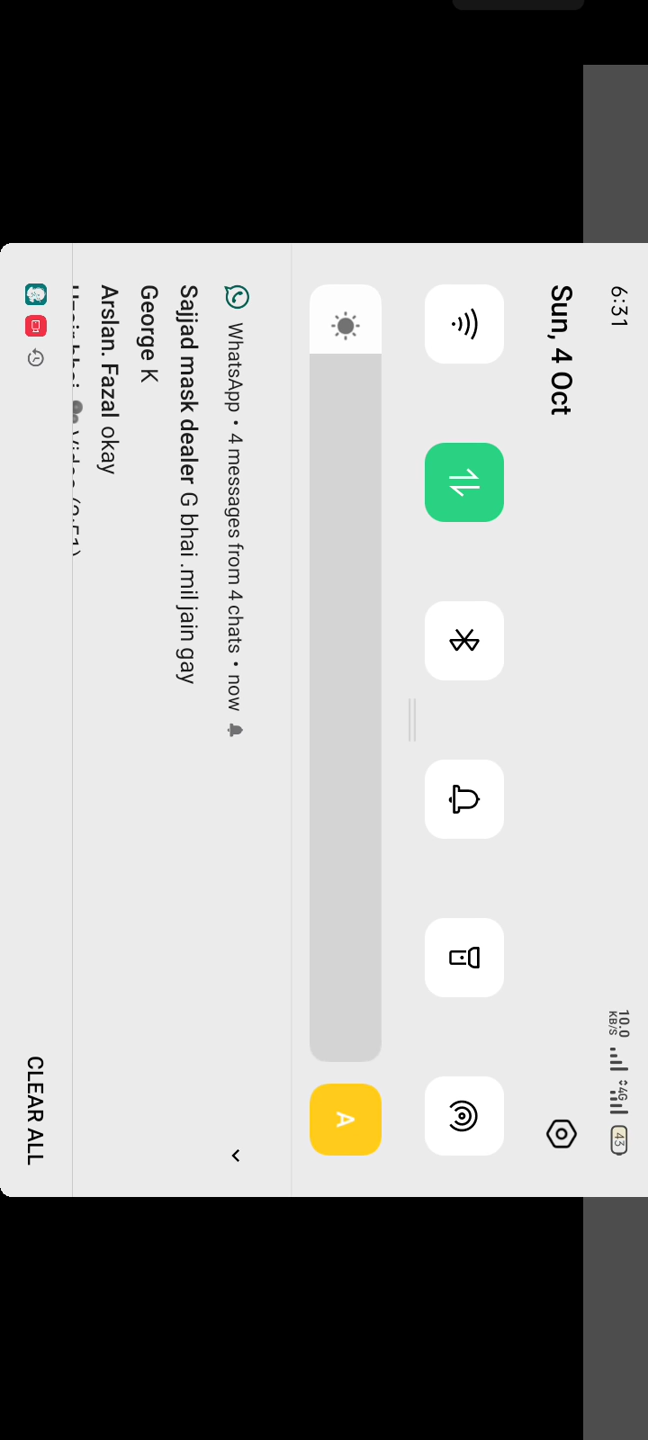 6:31
10.0
KB/S
4G
43
Sun, 4 Oct
A
WhatsApp • 4 messages from 4 chats • now
Sajjad mask dealer G bhai .mil jain gay
George K
Arslan. Fazal okay
CLEAR ALL